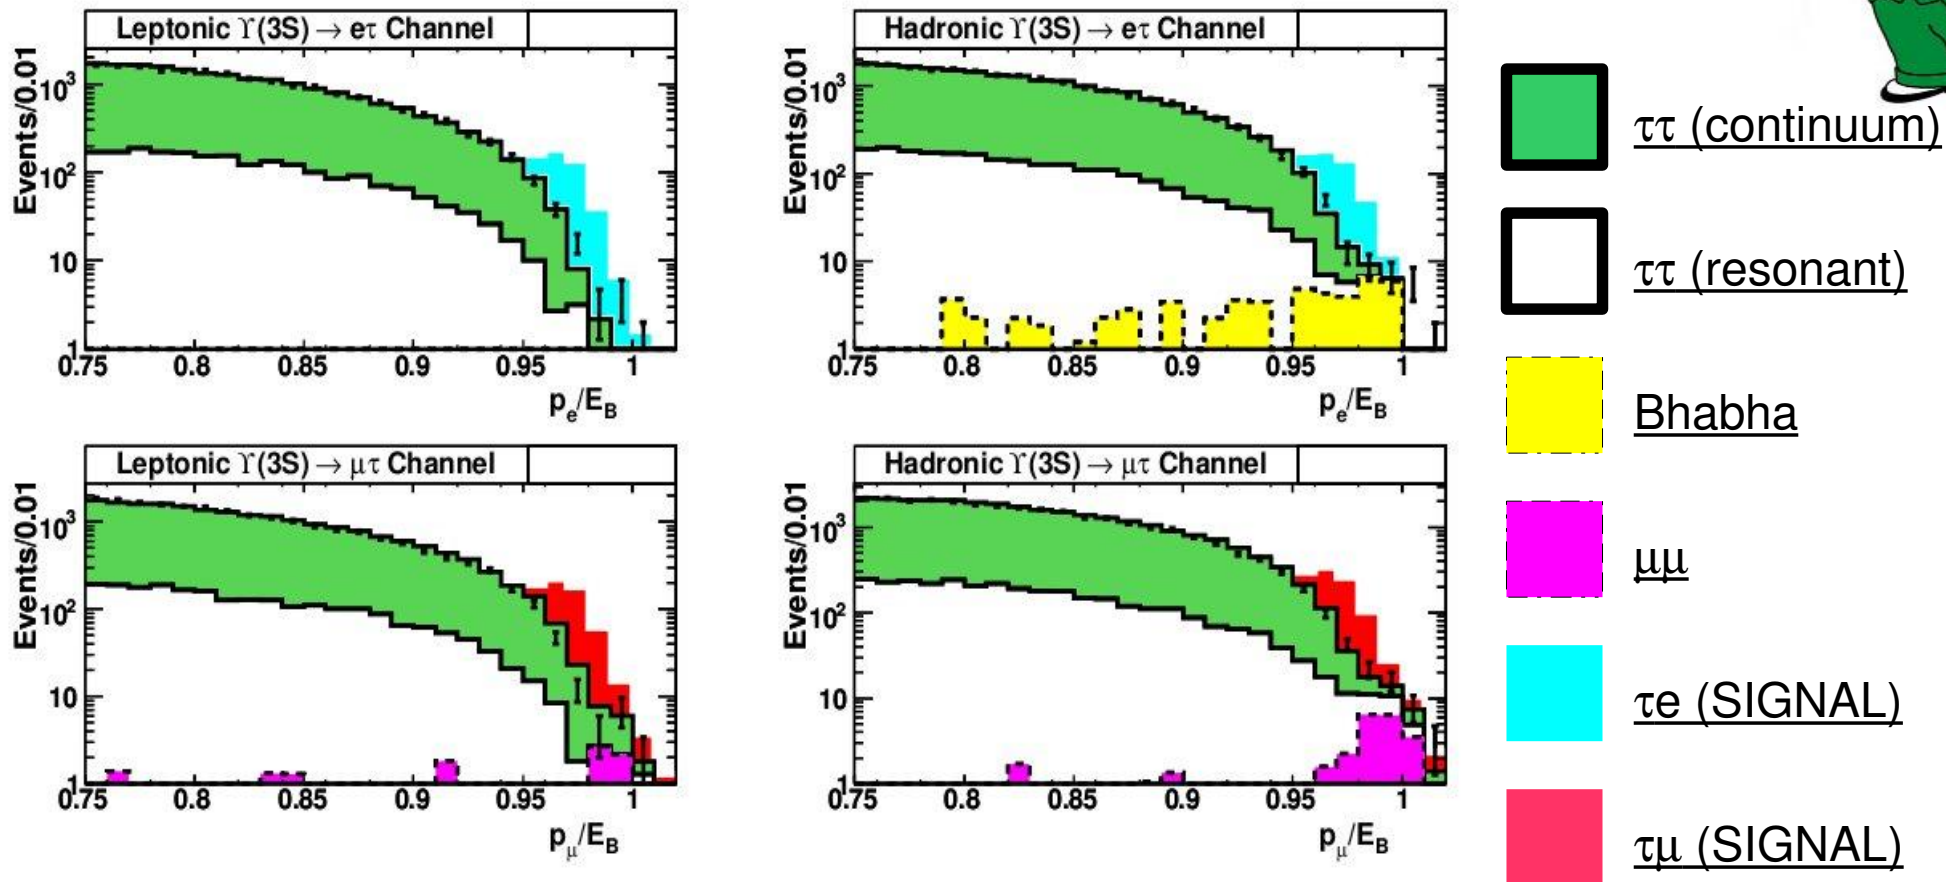 Leptonic ϒ(3S) → eτ Channel
Events/0.01
10³
10²
10
1
0.75 0.8 0.85 0.9 0.95 1
pₑ/E_B
Hadronic ϒ(3S) → eτ Channel
Events/0.01
10³
10²
10
1
0.75 0.8 0.85 0.9 0.95 1
pₑ/E_B
Leptonic ϒ(3S) → μτ Channel
Events/0.01
10³
10²
10
1
0.75 0.8 0.85 0.9 0.95 1
p_μ/E_B
Hadronic ϒ(3S) → μτ Channel
Events/0.01
10³
10²
10
1
0.75 0.8 0.85 0.9 0.95 1
p_μ/E_B
ττ (continuum)
ττ (resonant)
Bhabha
μμ
τe (SIGNAL)
τμ (SIGNAL)